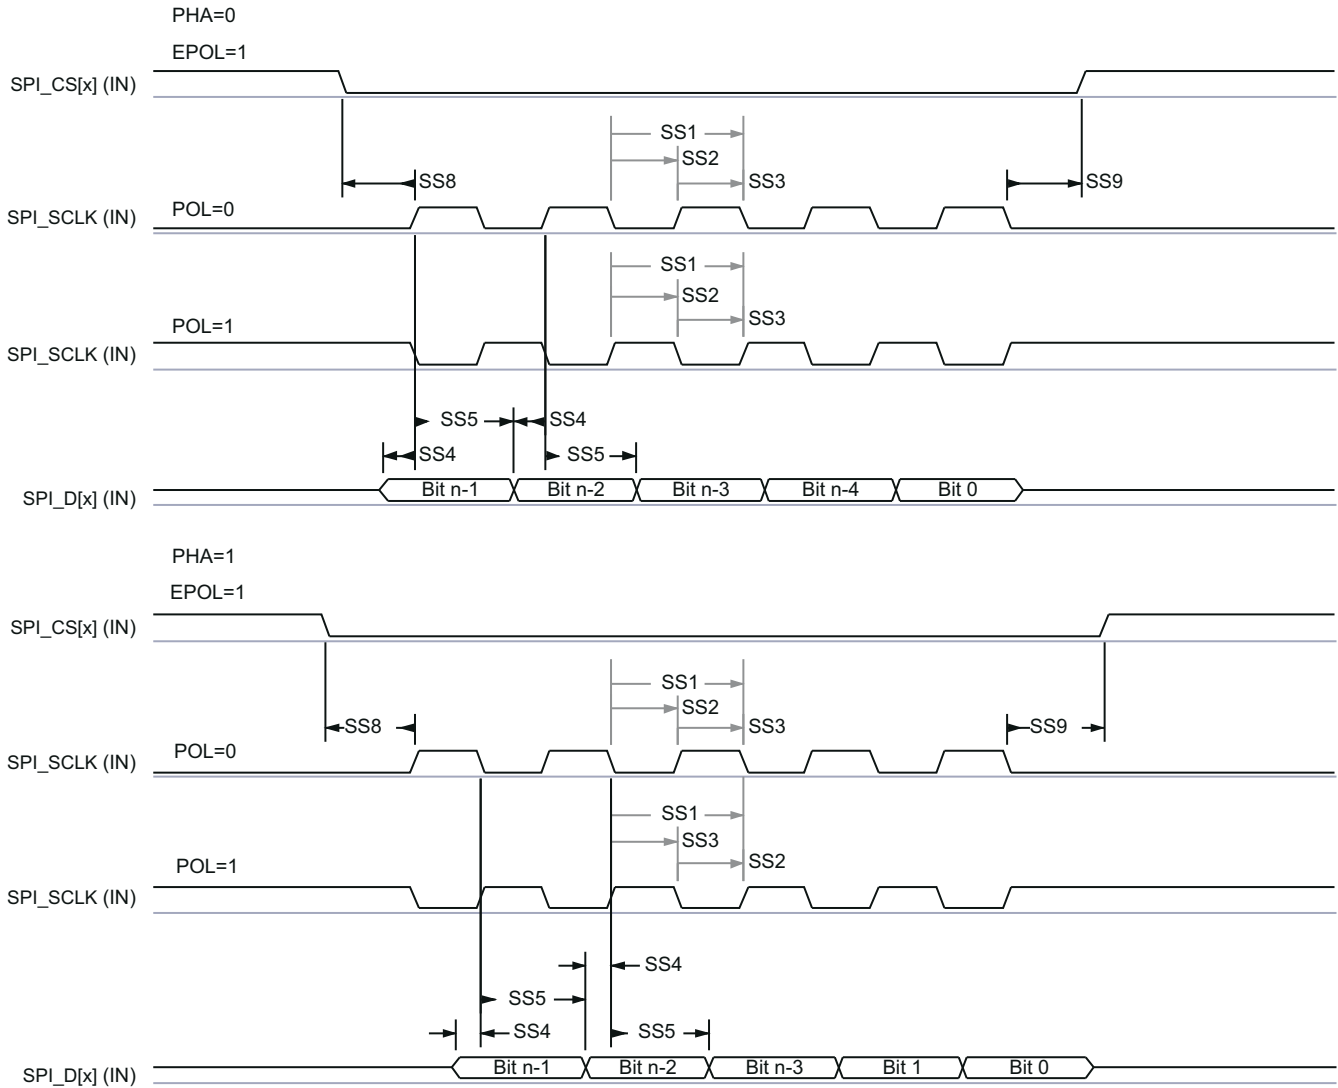 PHA=0
EPOL=1
SPI_CS[x] (IN)
SS1
SS2
SS8
SS3
SS9
POL=0
SPI_SCLK (IN)
SS1
SS2
SS3
POL=1
SPI_SCLK (IN)
SS5
SS4
SS4
SS5
SPI_D[x] (IN)
Bit n-1
Bit n-2
Bit n-3
Bit n-4
Bit 0
PHA=1
EPOL=1
SPI_CS[x] (IN)
SS1
SS2
SS8
SS3
SS9
POL=0
SPI_SCLK (IN)
SS1
SS3
SS2
POL=1
SPI_SCLK (IN)
SS4
SS5
SS4
SS5
SPI_D[x] (IN)
Bit n-1
Bit n-2
Bit n-3
Bit 1
Bit 0